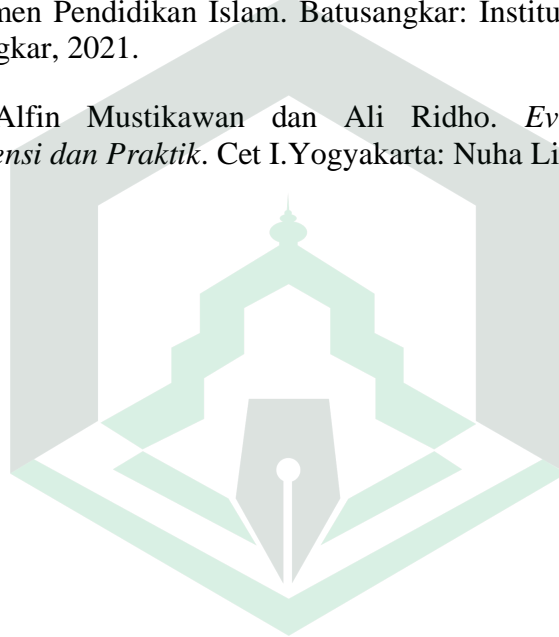 men Pendidikan Islam. Batusangkar: Institu
gkar, 2021.
Alfin Mustikawan dan Ali Ridho. Ev
ensi dan Praktik. Cet I.Yogyakarta: Nuha Li